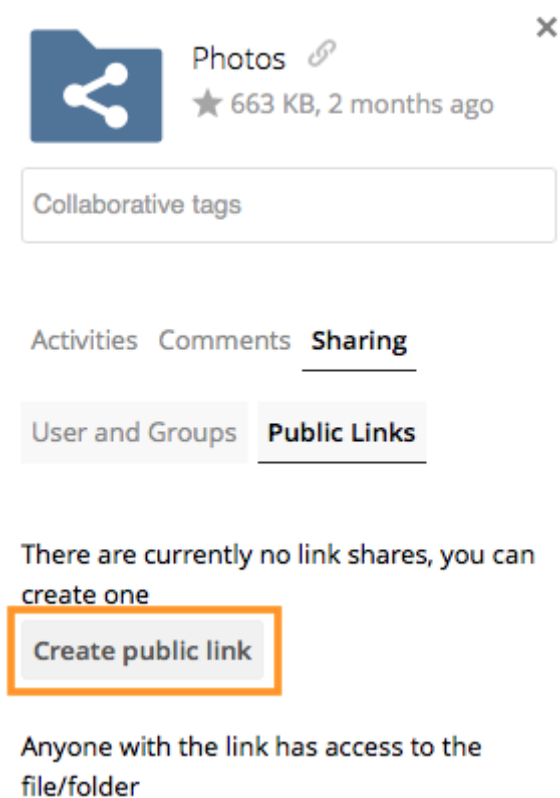 Photos
663 KB, 2 months ago
Collaborative tags
Activities Comments Sharing
User and Groups Public Links
There are currently no link shares, you can
create one
Create public link
Anyone with the link has access to the
file/folder